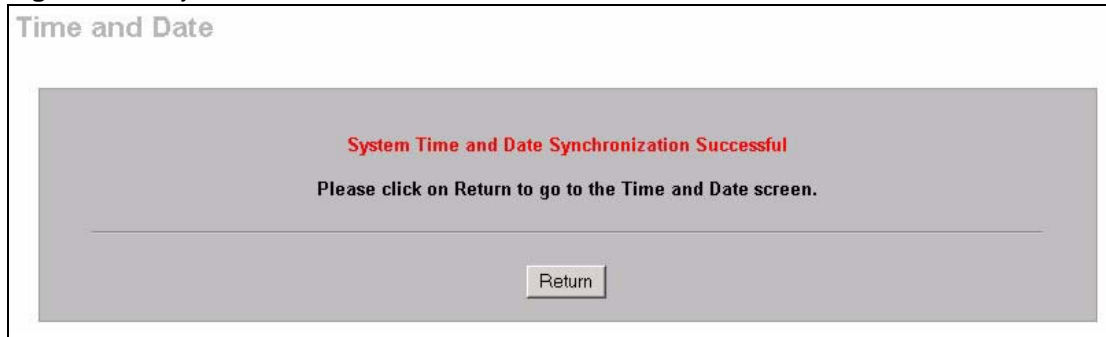 Time and Date
System Time and Date Synchronization Successful
Please click on Return to go to the Time and Date screen.
Return